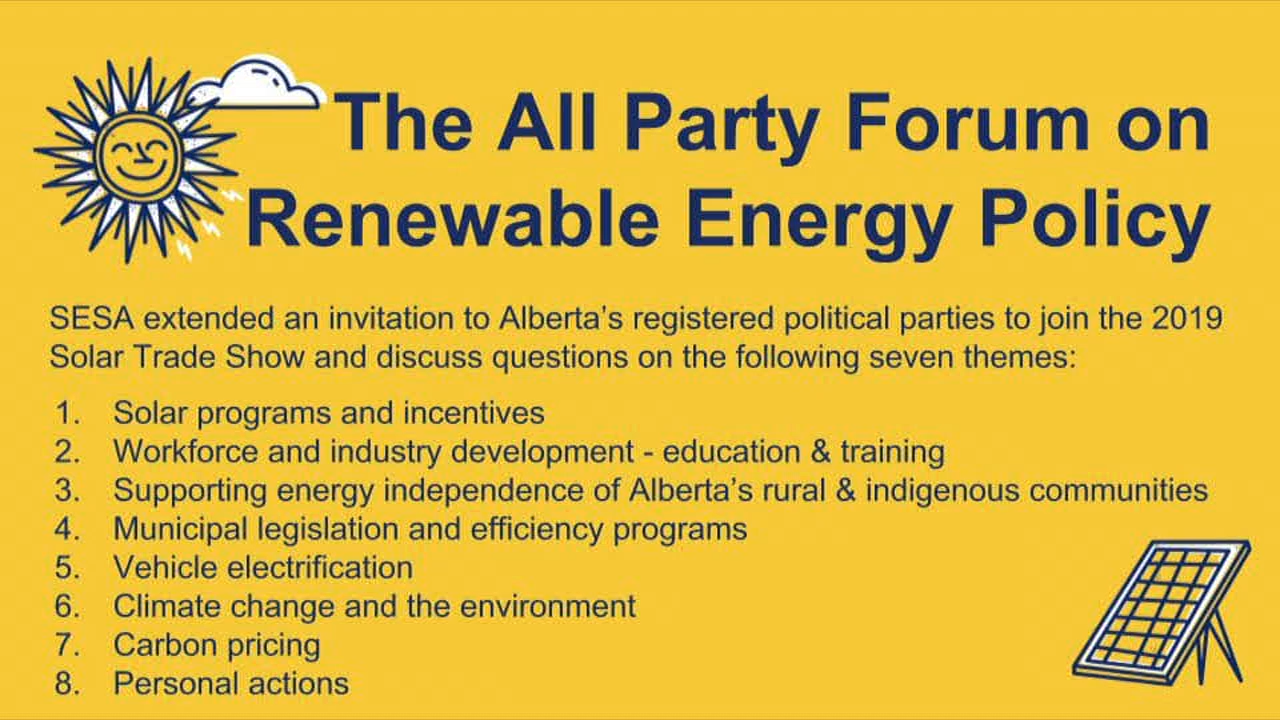 The All Party Forum on
Renewable Energy Policy
SESA extended an invitation to Alberta's registered political parties to join the 2019
Solar Trade Show and discuss questions on the following seven themes:
1. Solar programs and incentives
2. Workforce and industry development - education & training
3. Supporting energy independence of Alberta's rural & indigenous communities
4. Municipal legislation and efficiency programs
5. Vehicle electrification
6. Climate change and the environment
7. Carbon pricing
8. Personal actions